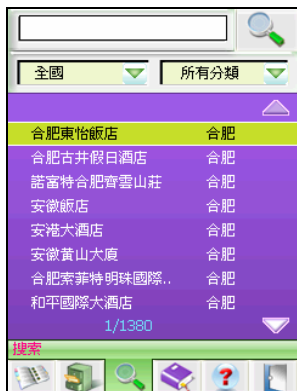 全國 所有分類
合肥東怡飯店 合肥
合肥古井假日酒店 合肥
諾富特合肥齊雲山莊 合肥
安徽飯店 合肥
安港大酒店 合肥
安徽黃山大廈 合肥
合肥索菲特明珠國際.. 合肥
和平國際大酒店 合肥
1/1380
搜索